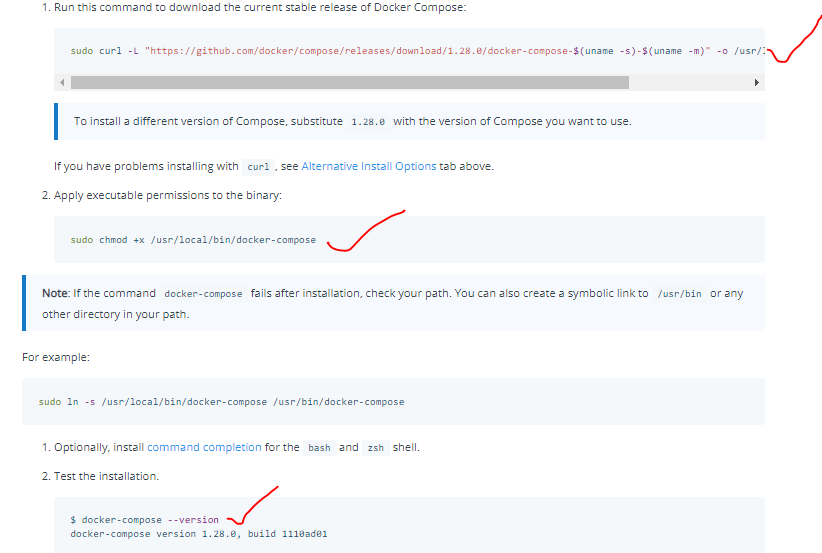 1. Run this command to download the current stable release of Docker Compose:
sudo curl -L "https://github.com/docker/compose/releases/download/1.28.0/docker-compose-$(uname -s)-$(uname -m)" -o /usr/
To install a different version of Compose, substitute 1.28.0 with the version of Compose you want to use.
If you have problems installing with curl, see Alternative Install Options tab above.
2. Apply executable permissions to the binary:
sudo chmod +x /usr/local/bin/docker-compose
Note: If the command docker-compose fails after installation, check your path. You can also create a symbolic link to /usr/bin or any
other directory in your path.
For example:
sudo ln -s /usr/local/bin/docker-compose /usr/bin/docker-compose
1. Optionally, install command completion for the bash and zsh shell.
2. Test the installation.
$ docker-compose --version
docker-compose version 1.28.0, build 1110ad01